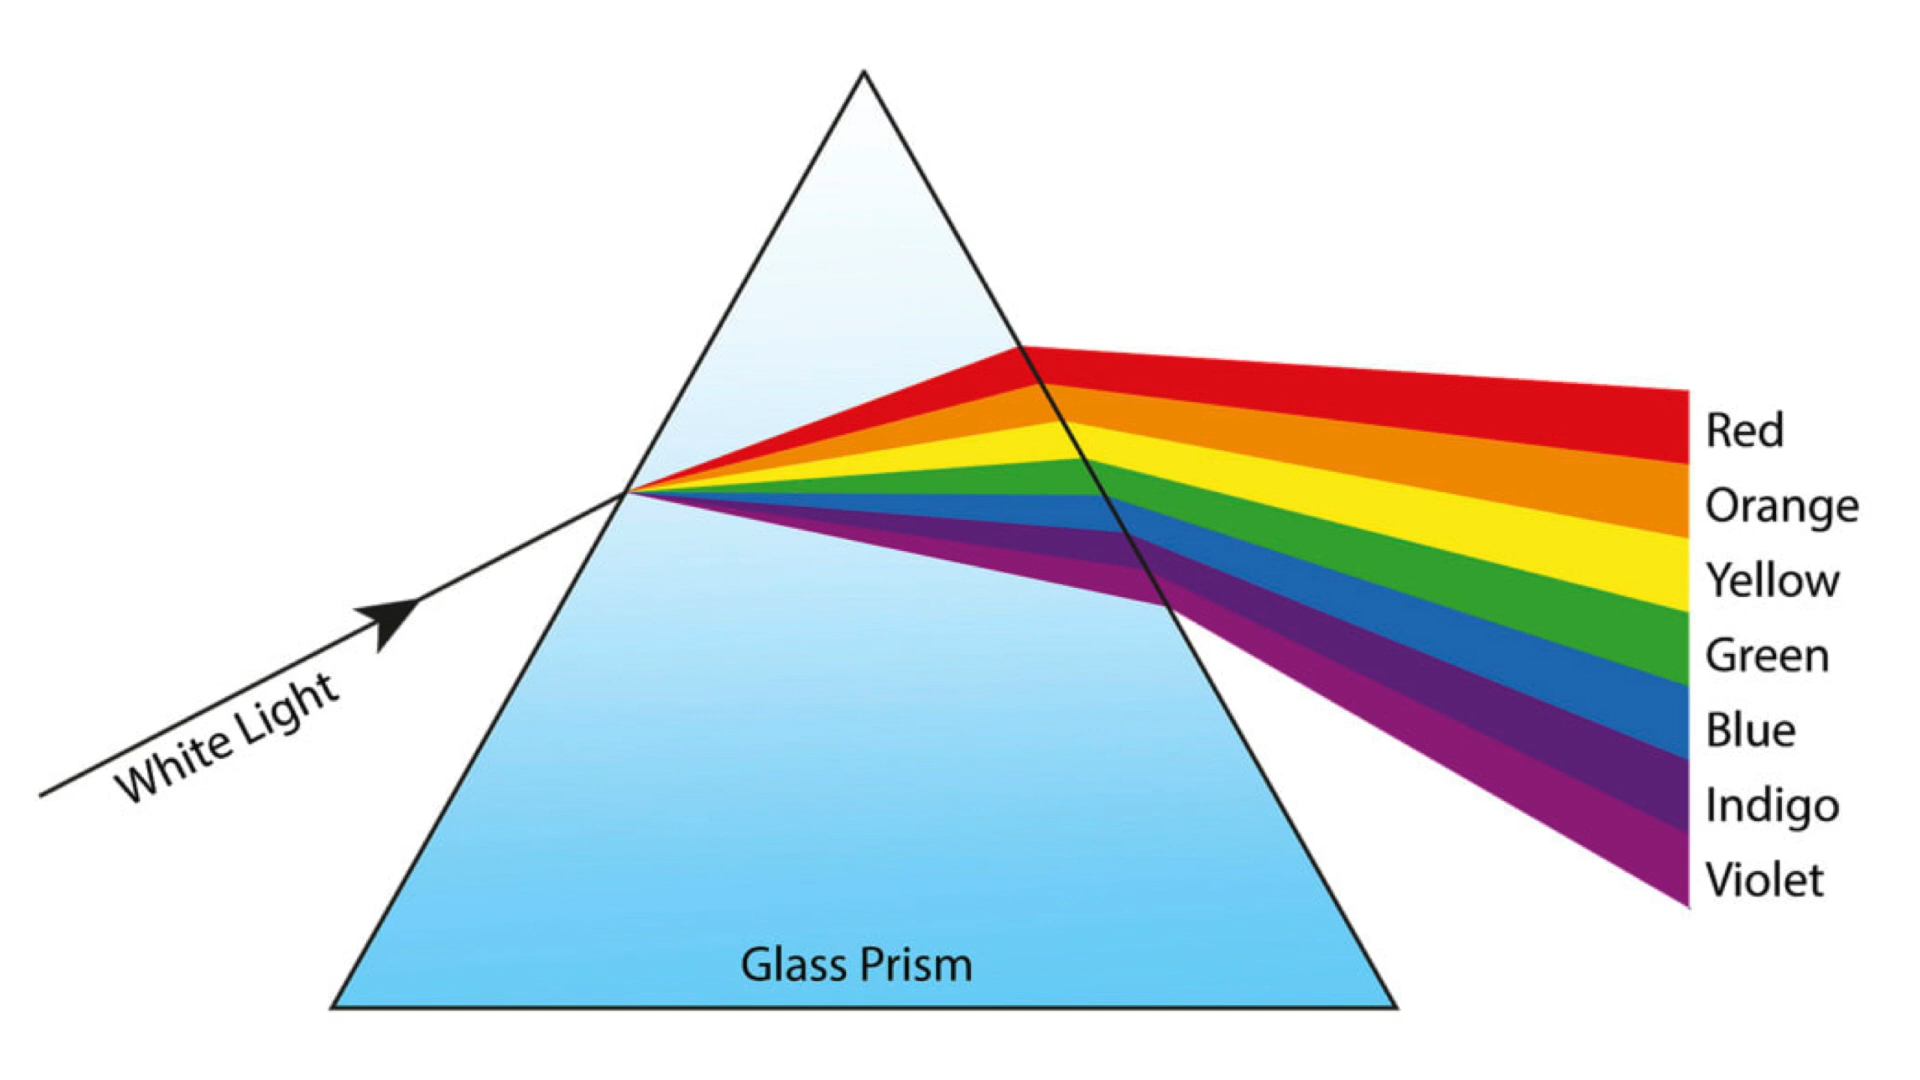 White Light
Red
Orange
Yellow
Green
Blue
Indigo
Violet
Glass Prism